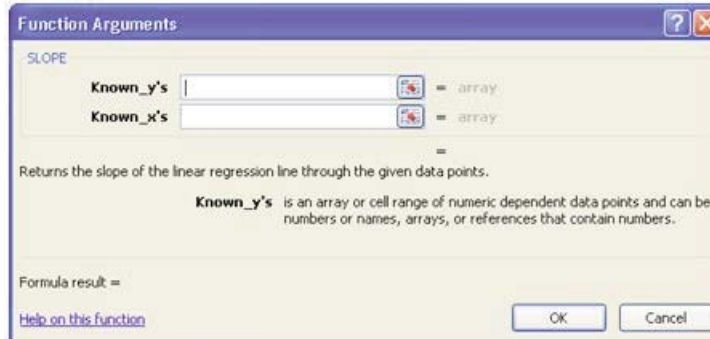 Function Arguments
SLOPE
Known_y's = array
Known_x's = array
=
Returns the slope of the linear regression line through the given data points.
Known_y's is an array or cell range of numeric dependent data points and can be
numbers or names, arrays, or references that contain numbers.
Formula result =
Help on this function OK Cancel